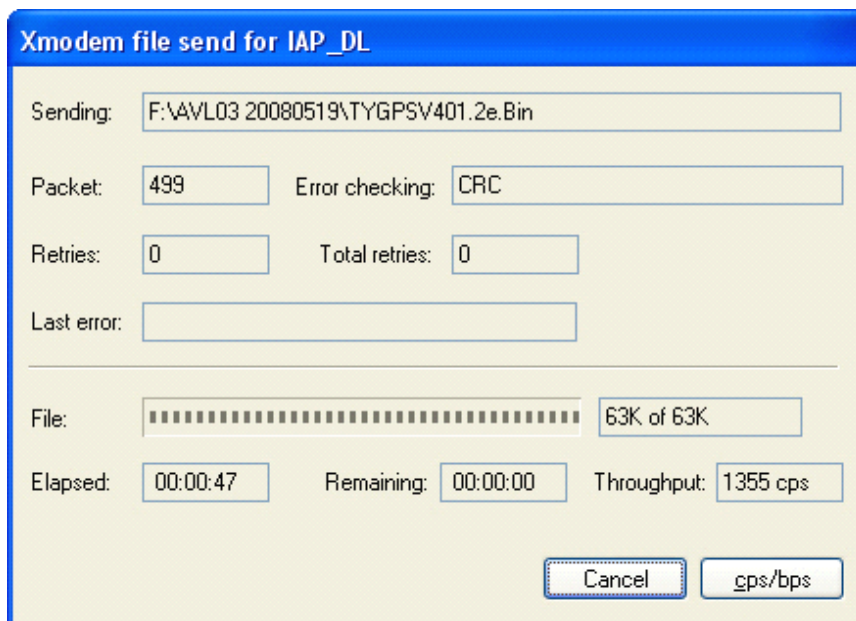 Xmodem file send for IAP_DL
Sending: F:\AVL03 20080519\TYGPSV401.2e.Bin
Packet: 499 Error checking: CRC
Retries: 0 Total retries: 0
Last error:
File: 63K of 63K
Elapsed: 00:00:47 Remaining: 00:00:00 Throughput: 1355 cps
Cancel cps/bps